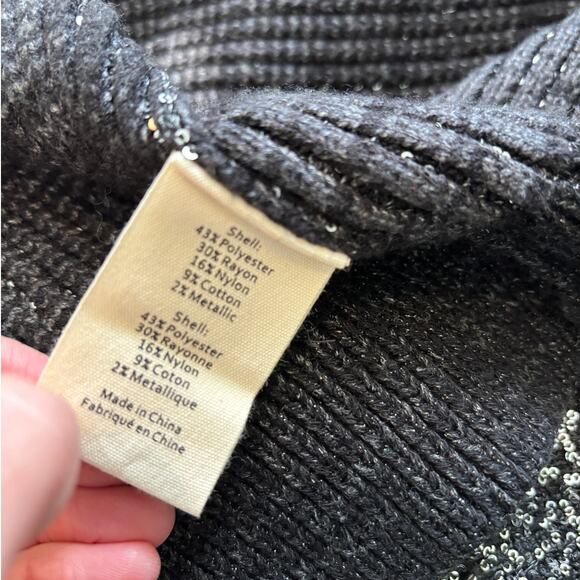 Shell:
43% Polyester
30% Rayon
16% Nylon
9% Cotton
2% Metallic
Shell:
43% Polyester
30% Rayonne
16% Nylon
9% Coton
2% Metallique
Made in China
Fabriqué en Chine